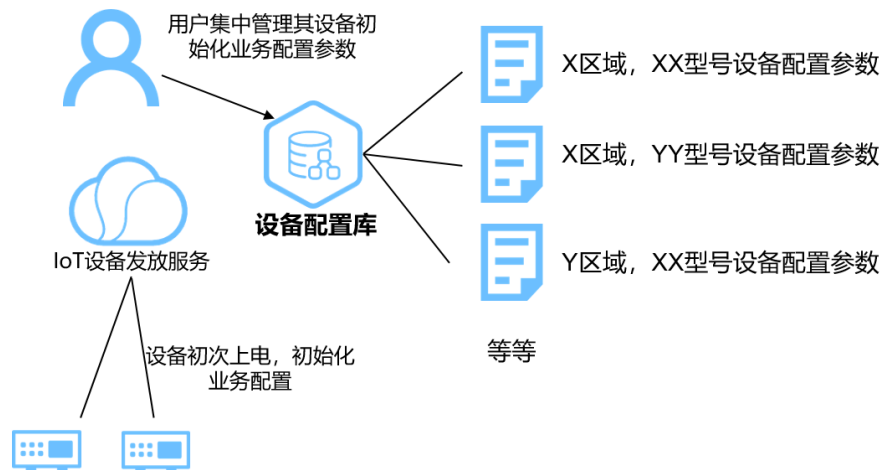 用户集中管理其设备初
始化业务配置参数
X区域，XX型号设备配置参数
X区域，YY型号设备配置参数
设备配置库
IoT设备发放服务
Y区域，XX型号设备配置参数
等等
设备初次上电，初始化
业务配置